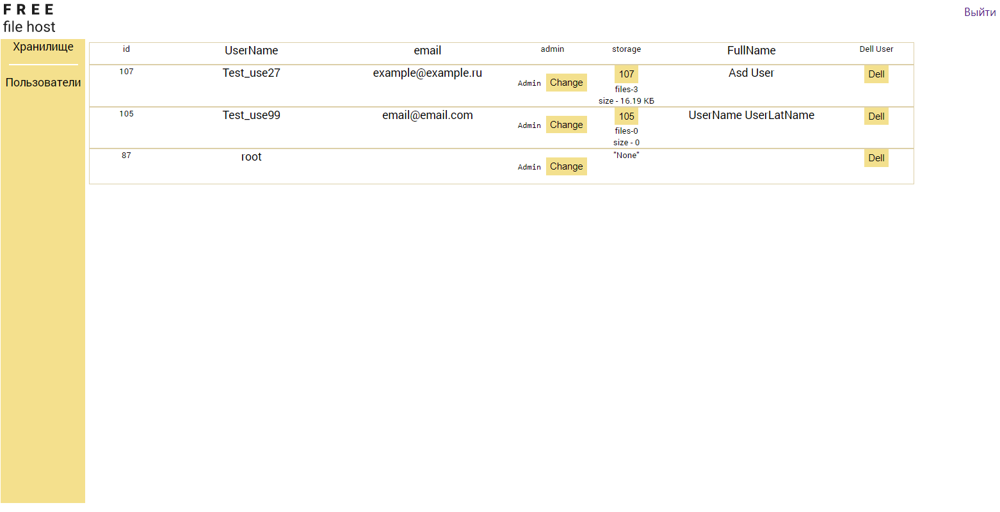 FREE
file host
Выйти
Хранилище
Пользователи
id UserName email admin storage FullName Dell User
107 Test_use27 example@example.ru Admin Change 107 Asd User Dell
files-3
size - 16.19 КБ
105 Test_use99 email@email.com Admin Change 105 UserName UserLatName Dell
files-0
size - 0
87 root Admin Change "None" Dell